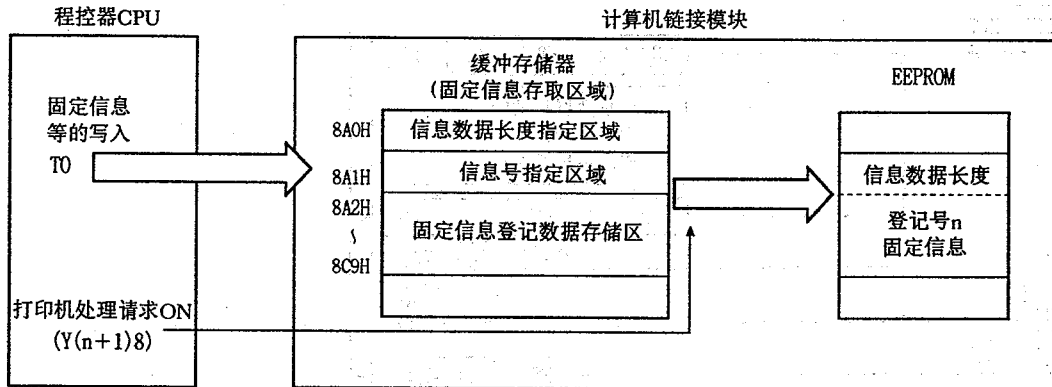 程控器CPU
计算机链接模块
固定信息
等的写入
TO
缓冲存储器
(固定信息存取区域)
8A0H
信息数据长度指定区域
8A1H
信息号指定区域
8A2H
~
8C9H
固定信息登记数据存储区
EEPROM
信息数据长度
登记号n
固定信息
打印机处理请求ON
(Y(n+1)8)